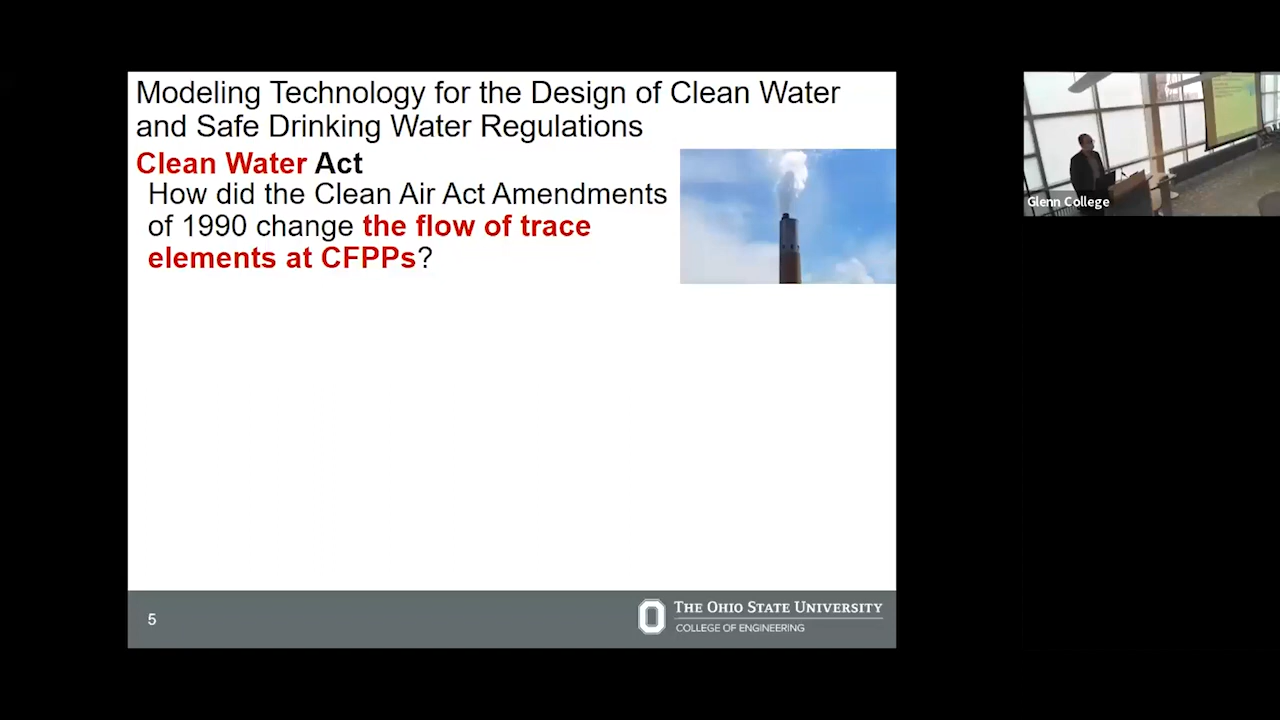 Modeling Technology for the Design of Clean Water
and Safe Drinking Water Regulations
Clean Water Act
How did the Clean Air Act Amendments
of 1990 change the flow of trace
elements at CFPPs?
Glenn College
5
THE OHIO STATE UNIVERSITY
COLLEGE OF ENGINEERING